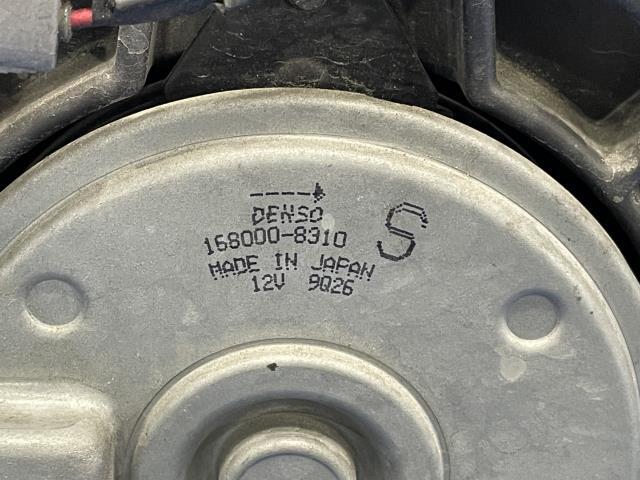 DENSO
168000-8310
S
MADE IN JAPAN
12V 9Q26